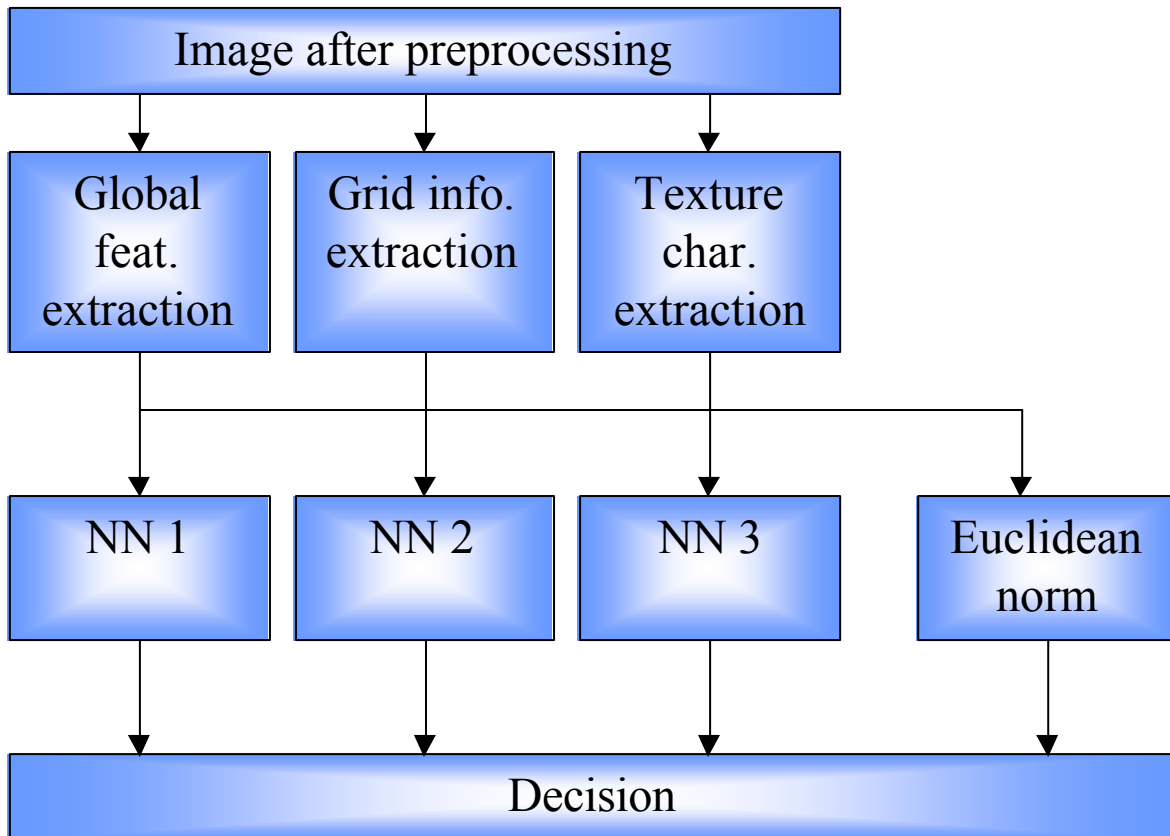 Image after preprocessing
Global
feat.
extraction
Grid info.
extraction
Texture
char.
extraction
NN 1
NN 2
NN 3
Euclidean
norm
Decision